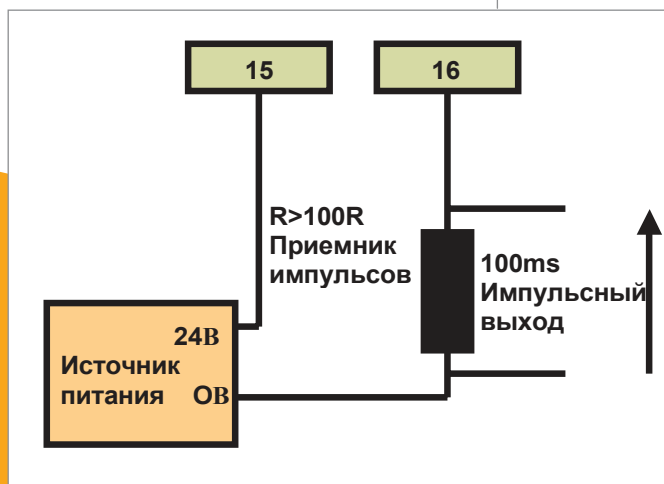 15
16
R>100R
Приемник
импульсов
100ms
Импульсный
выход
24В
Источник
питания ОВ